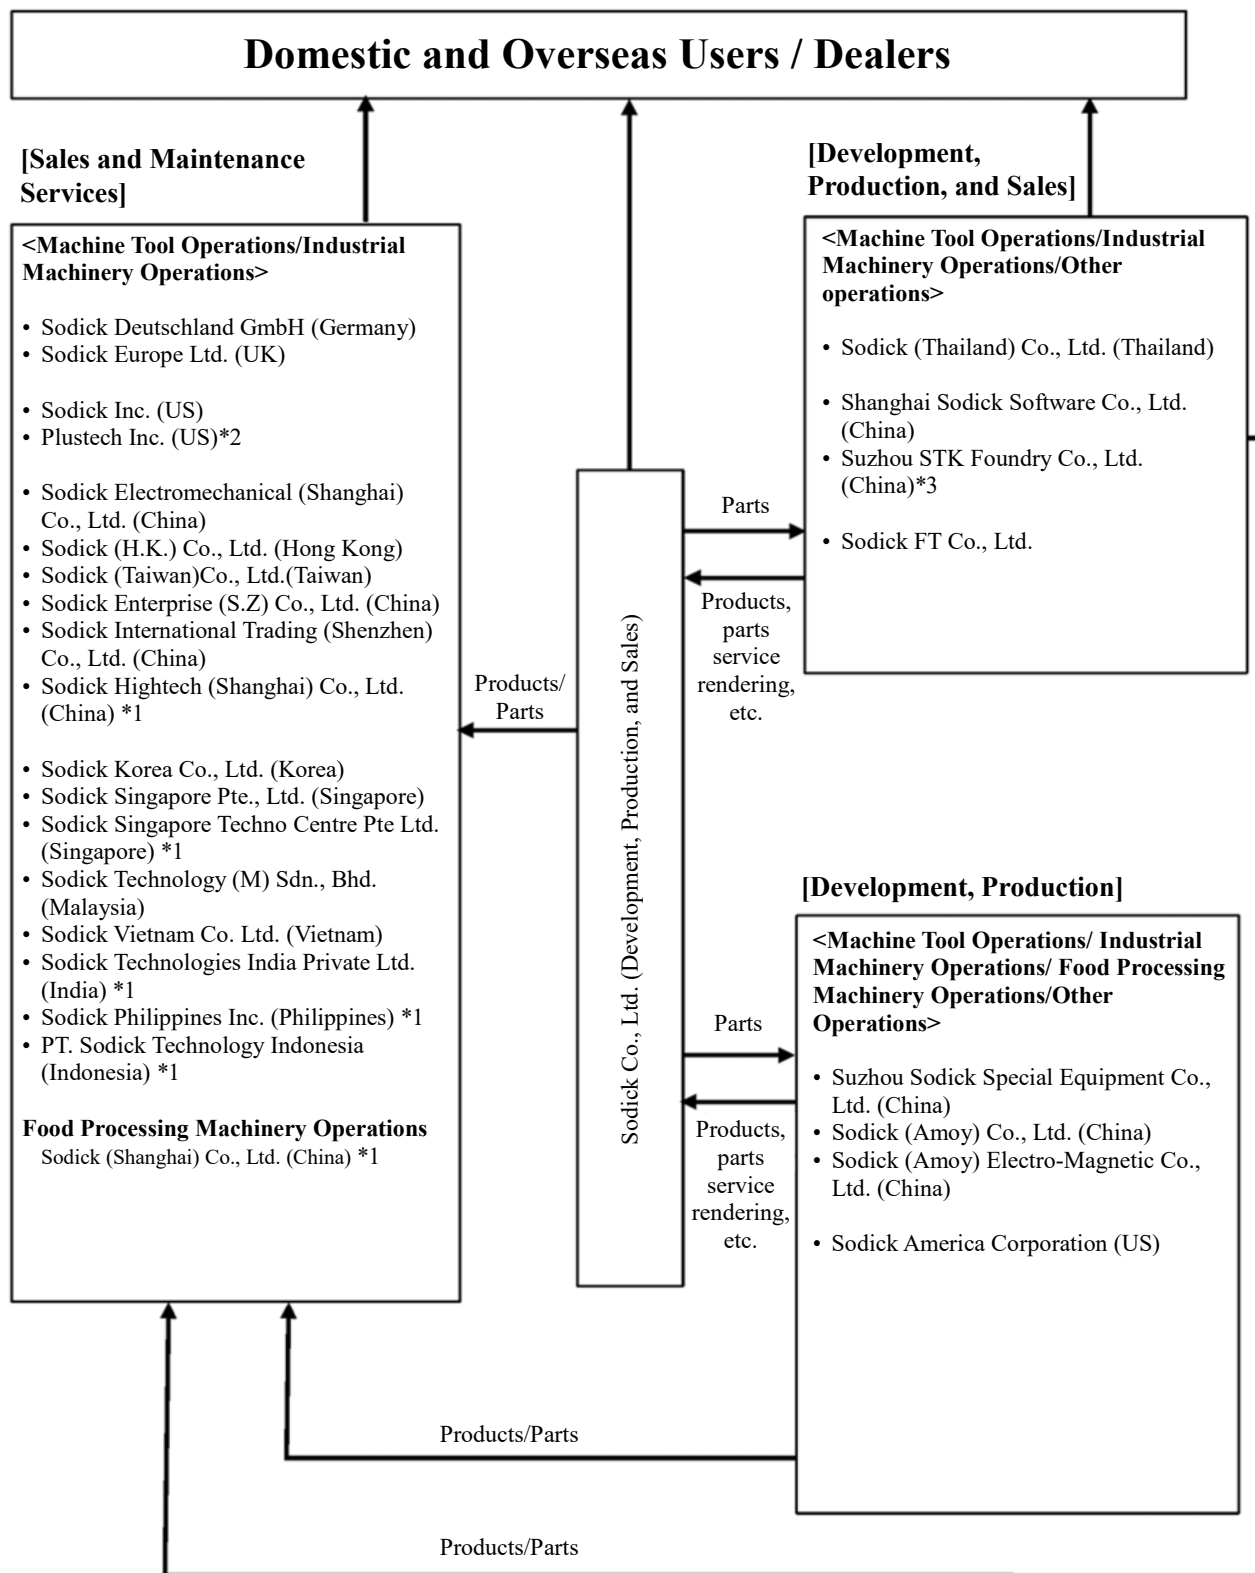 Domestic and Overseas Users / Dealers
[Sales and Maintenance
Services]
<Machine Tool Operations/Industrial
Machinery Operations>
• Sodick Deutschland GmbH (Germany)
• Sodick Europe Ltd. (UK)
• Sodick Inc. (US)
• Plustech Inc. (US)*2
• Sodick Electromechanical (Shanghai)
Co., Ltd. (China)
• Sodick (H.K.) Co., Ltd. (Hong Kong)
• Sodick (Taiwan)Co., Ltd.(Taiwan)
• Sodick Enterprise (S.Z) Co., Ltd. (China)
• Sodick International Trading (Shenzhen)
Co., Ltd. (China)
• Sodick Hightech (Shanghai) Co., Ltd.
(China) *1
• Sodick Korea Co., Ltd. (Korea)
• Sodick Singapore Pte., Ltd. (Singapore)
• Sodick Singapore Techno Centre Pte Ltd.
(Singapore) *1
• Sodick Technology (M) Sdn., Bhd.
(Malaysia)
• Sodick Vietnam Co. Ltd. (Vietnam)
• Sodick Technologies India Private Ltd.
(India) *1
• Sodick Philippines Inc. (Philippines) *1
• PT. Sodick Technology Indonesia
(Indonesia) *1
Food Processing Machinery Operations
Sodick (Shanghai) Co., Ltd. (China) *1
Products/
Parts
Sodick Co., Ltd. (Development, Production, and Sales)
[Development,
Production, and Sales]
<Machine Tool Operations/Industrial
Machinery Operations/Other
operations>
• Sodick (Thailand) Co., Ltd. (Thailand)
• Shanghai Sodick Software Co., Ltd.
(China)
• Suzhou STK Foundry Co., Ltd.
(China)*3
• Sodick FT Co., Ltd.
Parts
Products,
parts
service
rendering,
etc.
[Development, Production]
<Machine Tool Operations/ Industrial
Machinery Operations/ Food Processing
Machinery Operations/Other
Operations>
• Suzhou Sodick Special Equipment Co.,
Ltd. (China)
• Sodick (Amoy) Co., Ltd. (China)
• Sodick (Amoy) Electro-Magnetic Co.,
Ltd. (China)
• Sodick America Corporation (US)
Parts
Products,
parts
service
rendering,
etc.
Products/Parts
Products/Parts